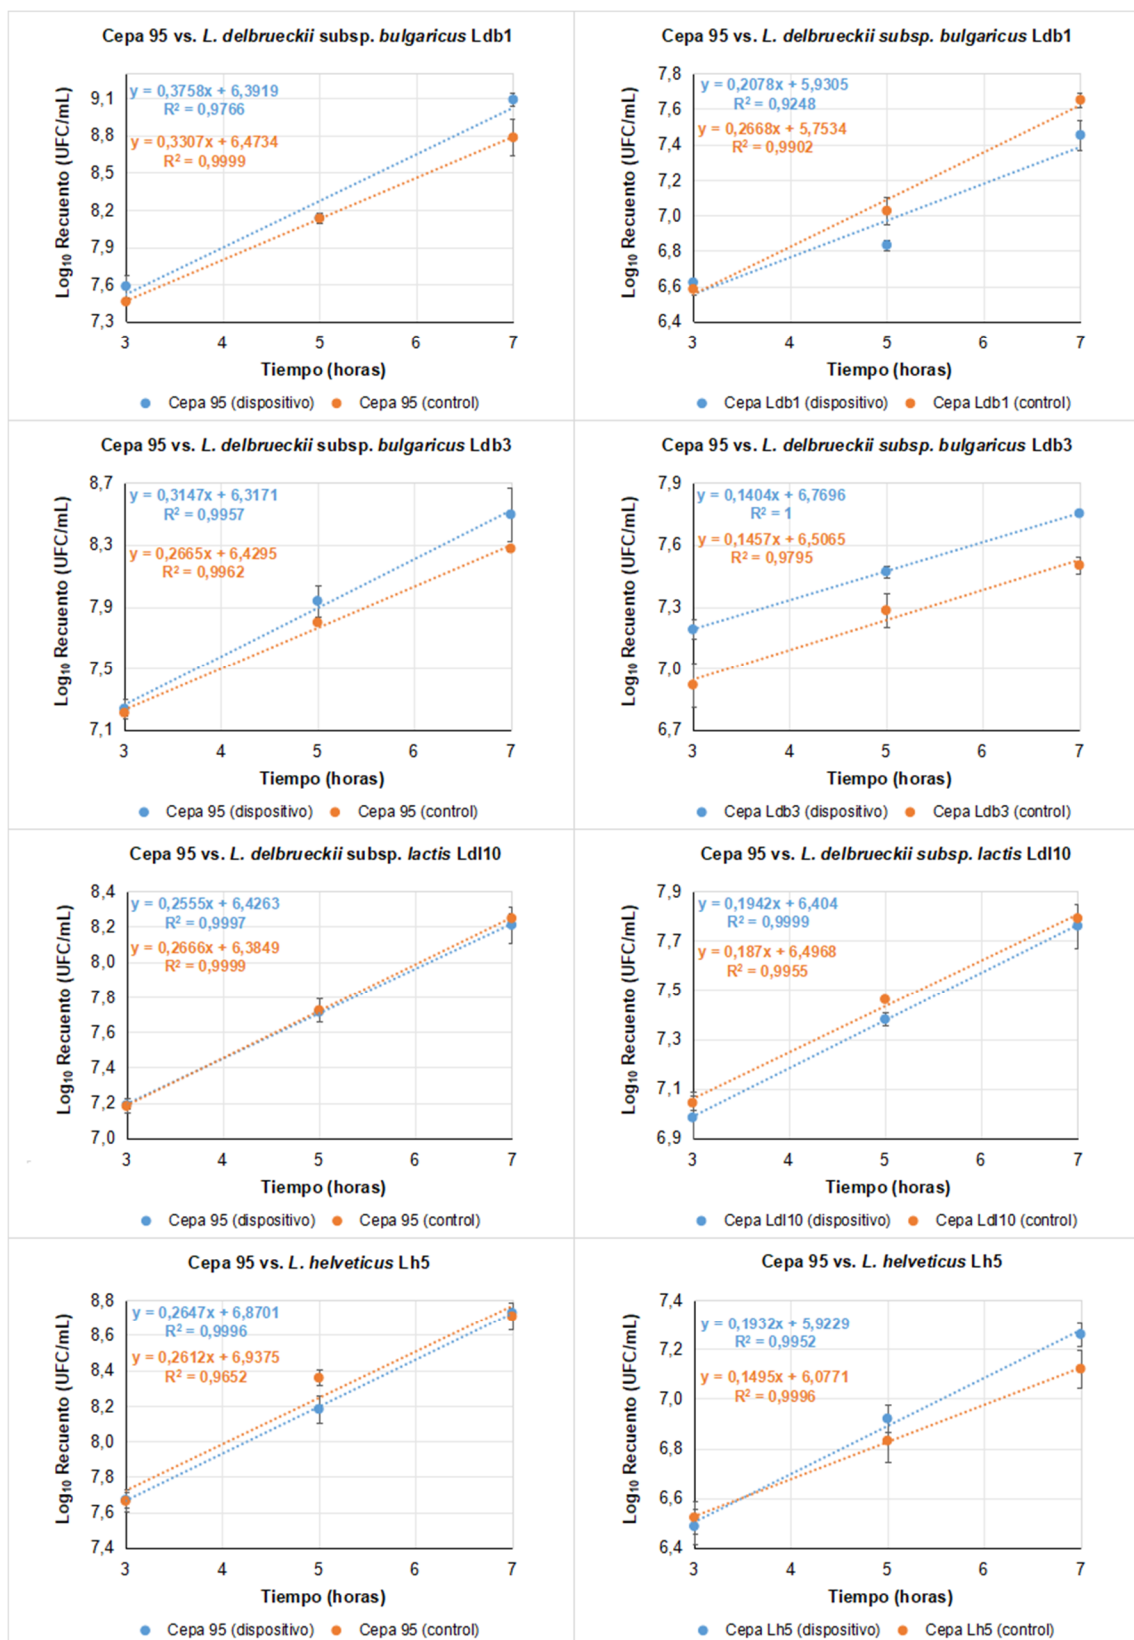 Cepa 95 vs. L. delbrueckii subsp. bulgaricus Ldb1
Log10 Recuento (UFC/mL)
9,1
8,8
8,5
8,2
7,9
7,6
7,3
y = 0,3758x + 6,3919
R² = 0,9766
y = 0,3307x + 6,4734
R² = 0,9999
3 4 5 6 7
Tiempo (horas)
Cepa 95 (dispositivo) Cepa 95 (control)
Cepa 95 vs. L. delbrueckii subsp. bulgaricus Ldb1
Log10 Recuento (UFC/mL)
7,8
7,6
7,4
7,2
7,0
6,8
6,6
6,4
y = 0,2078x + 5,9305
R² = 0,9248
y = 0,2668x + 5,7534
R² = 0,9902
3 4 5 6 7
Tiempo (horas)
Cepa Ldb1 (dispositivo) Cepa Ldb1 (control)
Cepa 95 vs. L. delbrueckii subsp. bulgaricus Ldb3
Log10 Recuento (UFC/mL)
8,7
8,3
7,9
7,5
7,1
y = 0,3147x + 6,3171
R² = 0,9957
y = 0,2665x + 6,4295
R² = 0,9962
3 4 5 6 7
Tiempo (horas)
Cepa 95 (dispositivo) Cepa 95 (control)
Cepa 95 vs. L. delbrueckii subsp. bulgaricus Ldb3
Log10 Recuento (UFC/mL)
7,9
7,6
7,3
7,0
6,7
y = 0,1404x + 6,7696
R² = 1
y = 0,1457x + 6,5065
R² = 0,9795
3 4 5 6 7
Tiempo (horas)
Cepa Ldb3 (dispositivo) Cepa Ldb3 (control)
Cepa 95 vs. L. delbrueckii subsp. lactis Ldl10
Log10 Recuento (UFC/mL)
8,4
8,2
8,0
7,8
7,6
7,4
7,2
7,0
y = 0,2555x + 6,4263
R² = 0,9997
y = 0,2666x + 6,3849
R² = 0,9999
3 4 5 6 7
Tiempo (horas)
Cepa 95 (dispositivo) Cepa 95 (control)
Cepa 95 vs. L. delbrueckii subsp. lactis Ldl10
Log10 Recuento (UFC/mL)
7,9
7,7
7,5
7,3
7,1
6,9
y = 0,1942x + 6,404
R² = 0,9999
y = 0,187x + 6,4968
R² = 0,9955
3 4 5 6 7
Tiempo (horas)
Cepa Ldl10 (dispositivo) Cepa Ldl10 (control)
Cepa 95 vs. L. helveticus Lh5
Log10 Recuento (UFC/mL)
8,8
8,6
8,4
8,2
8,0
7,8
7,6
7,4
y = 0,2647x + 6,8701
R² = 0,9996
y = 0,2612x + 6,9375
R² = 0,9652
3 4 5 6 7
Tiempo (horas)
Cepa 95 (dispositivo) Cepa 95 (control)
Cepa 95 vs. L. helveticus Lh5
Log10 Recuento (UFC/mL)
7,4
7,2
7,0
6,8
6,6
6,4
y = 0,1932x + 5,9229
R² = 0,9952
y = 0,1495x + 6,0771
R² = 0,9996
3 4 5 6 7
Tiempo (horas)
Cepa Lh5 (dispositivo) Cepa Lh5 (control)